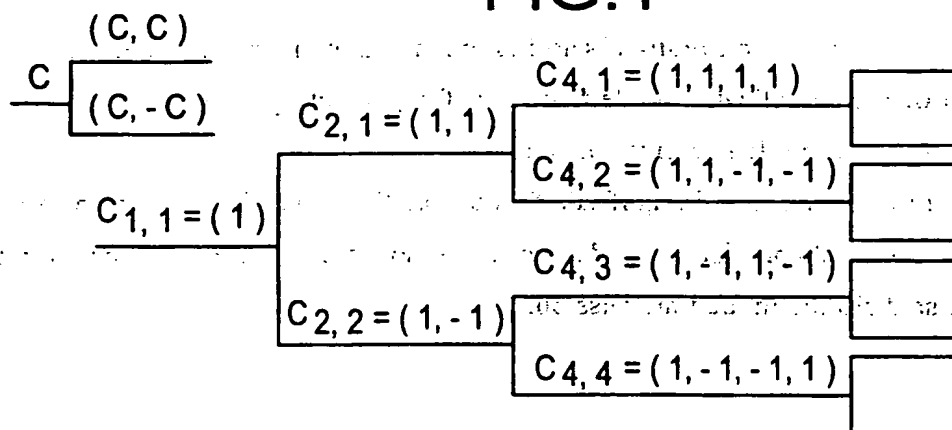 FIG.1
(C, C)
C
(C, -C)
C1, 1 = (1)
C2, 1 = (1, 1)
C2, 2 = (1, -1)
C4, 1 = (1, 1, 1, 1)
C4, 2 = (1, 1, -1, -1)
C4, 3 = (1, -1, 1, -1)
C4, 4 = (1, -1, -1, 1)